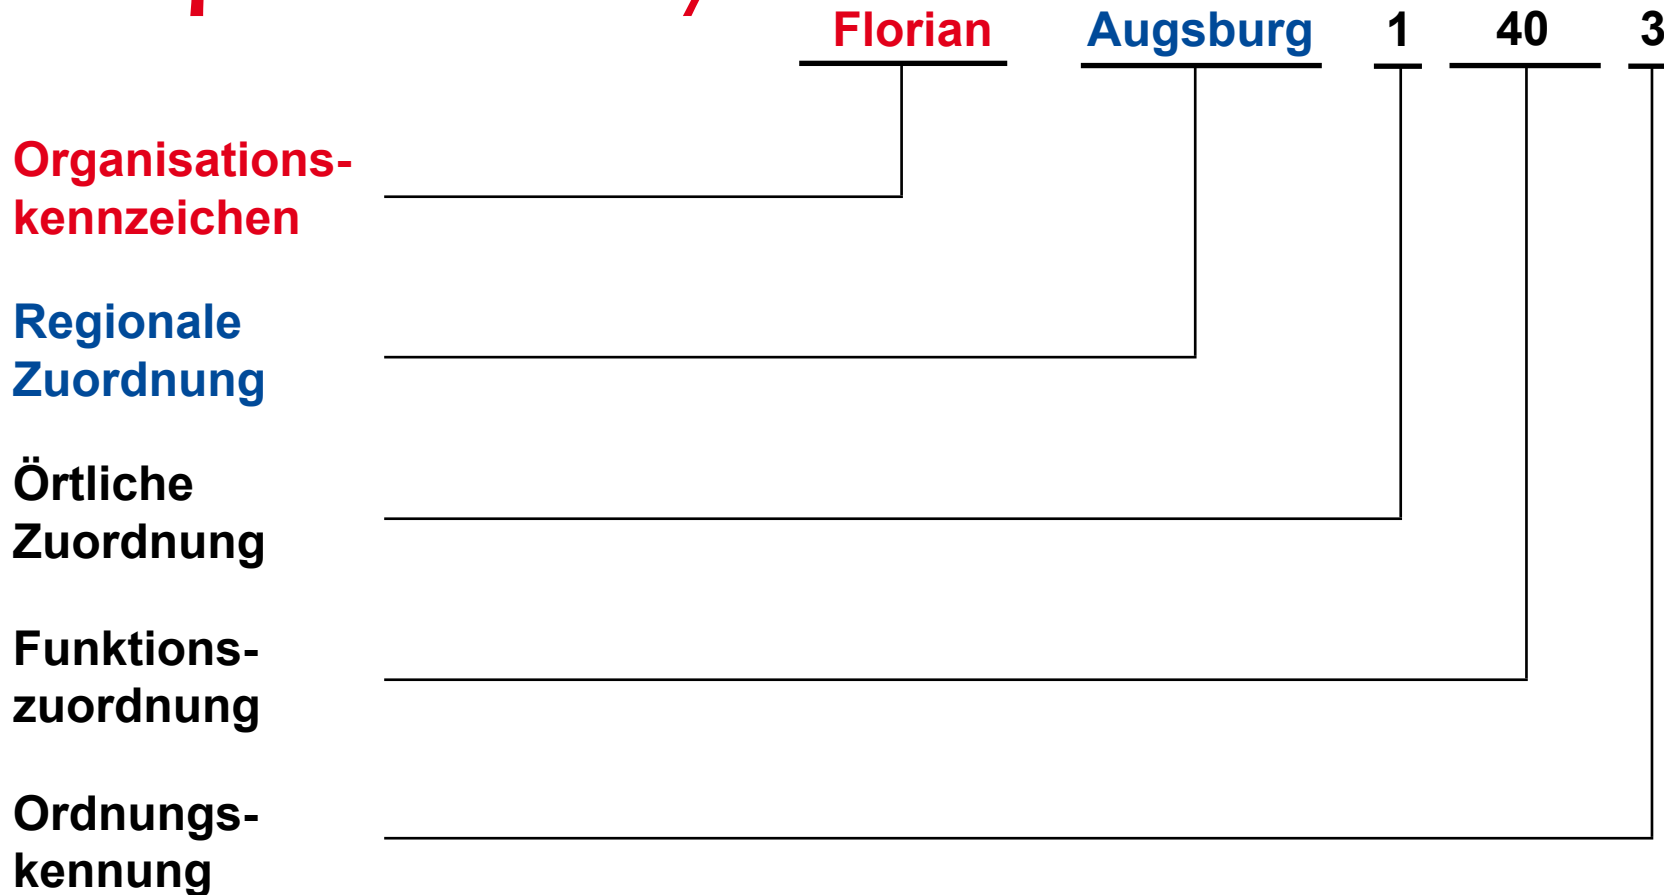 Florian Augsburg 1 40 3
Organisations-
kennzeichen
Regionale
Zuordnung
Örtliche
Zuordnung
Funktions-
zuordnung
Ordnungs-
kennung